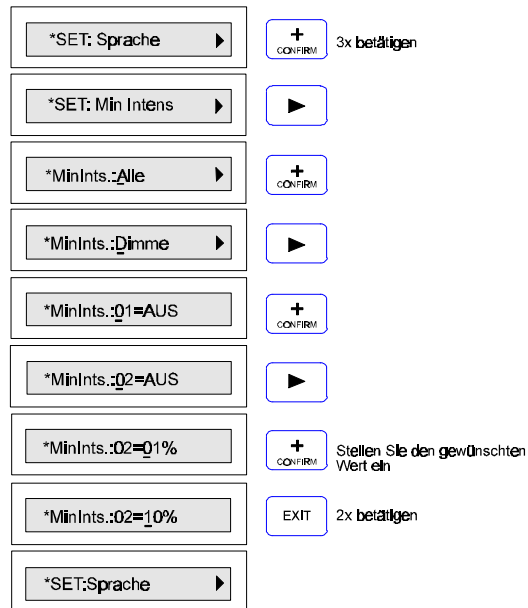 *SET: Sprache
+
CONFIRM
3x betätigen
*SET: Min Intens
*MinInts.:Alle
+
CONFIRM
*MinInts.:Dimme
*MinInts.:01=AUS
+
CONFIRM
*MinInts.:02=AUS
*MinInts.:02=01%
+
CONFIRM
Stellen Sie den gewünschten
Wert ein
*MinInts.:02=10%
EXIT
2x betätigen
*SET:Sprache